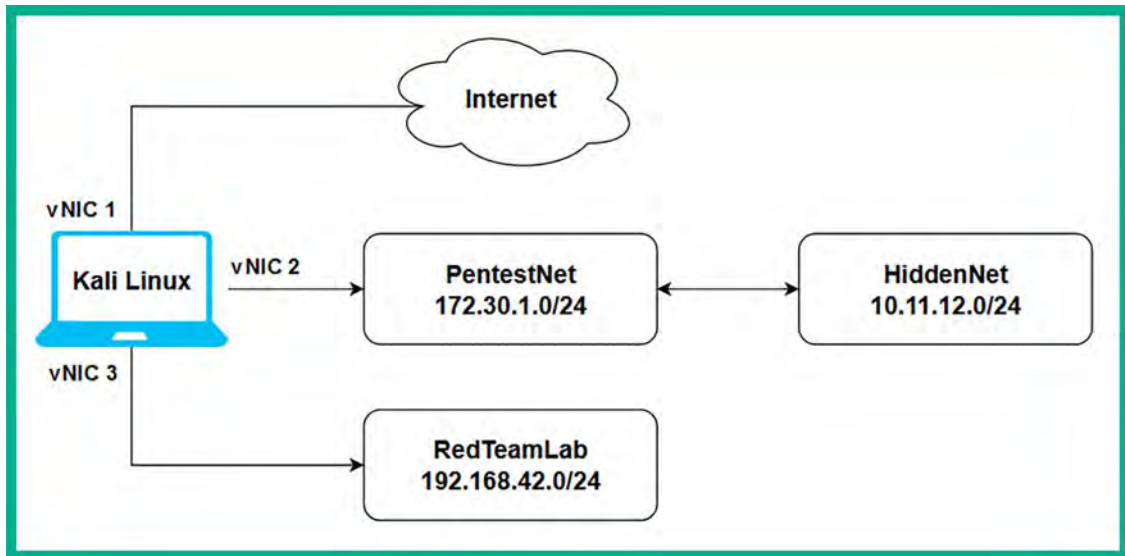 Internet
vNIC 1
Kali Linux
vNIC 2
PentestNet
172.30.1.0/24
HiddenNet
10.11.12.0/24
vNIC 3
RedTeamLab
192.168.42.0/24